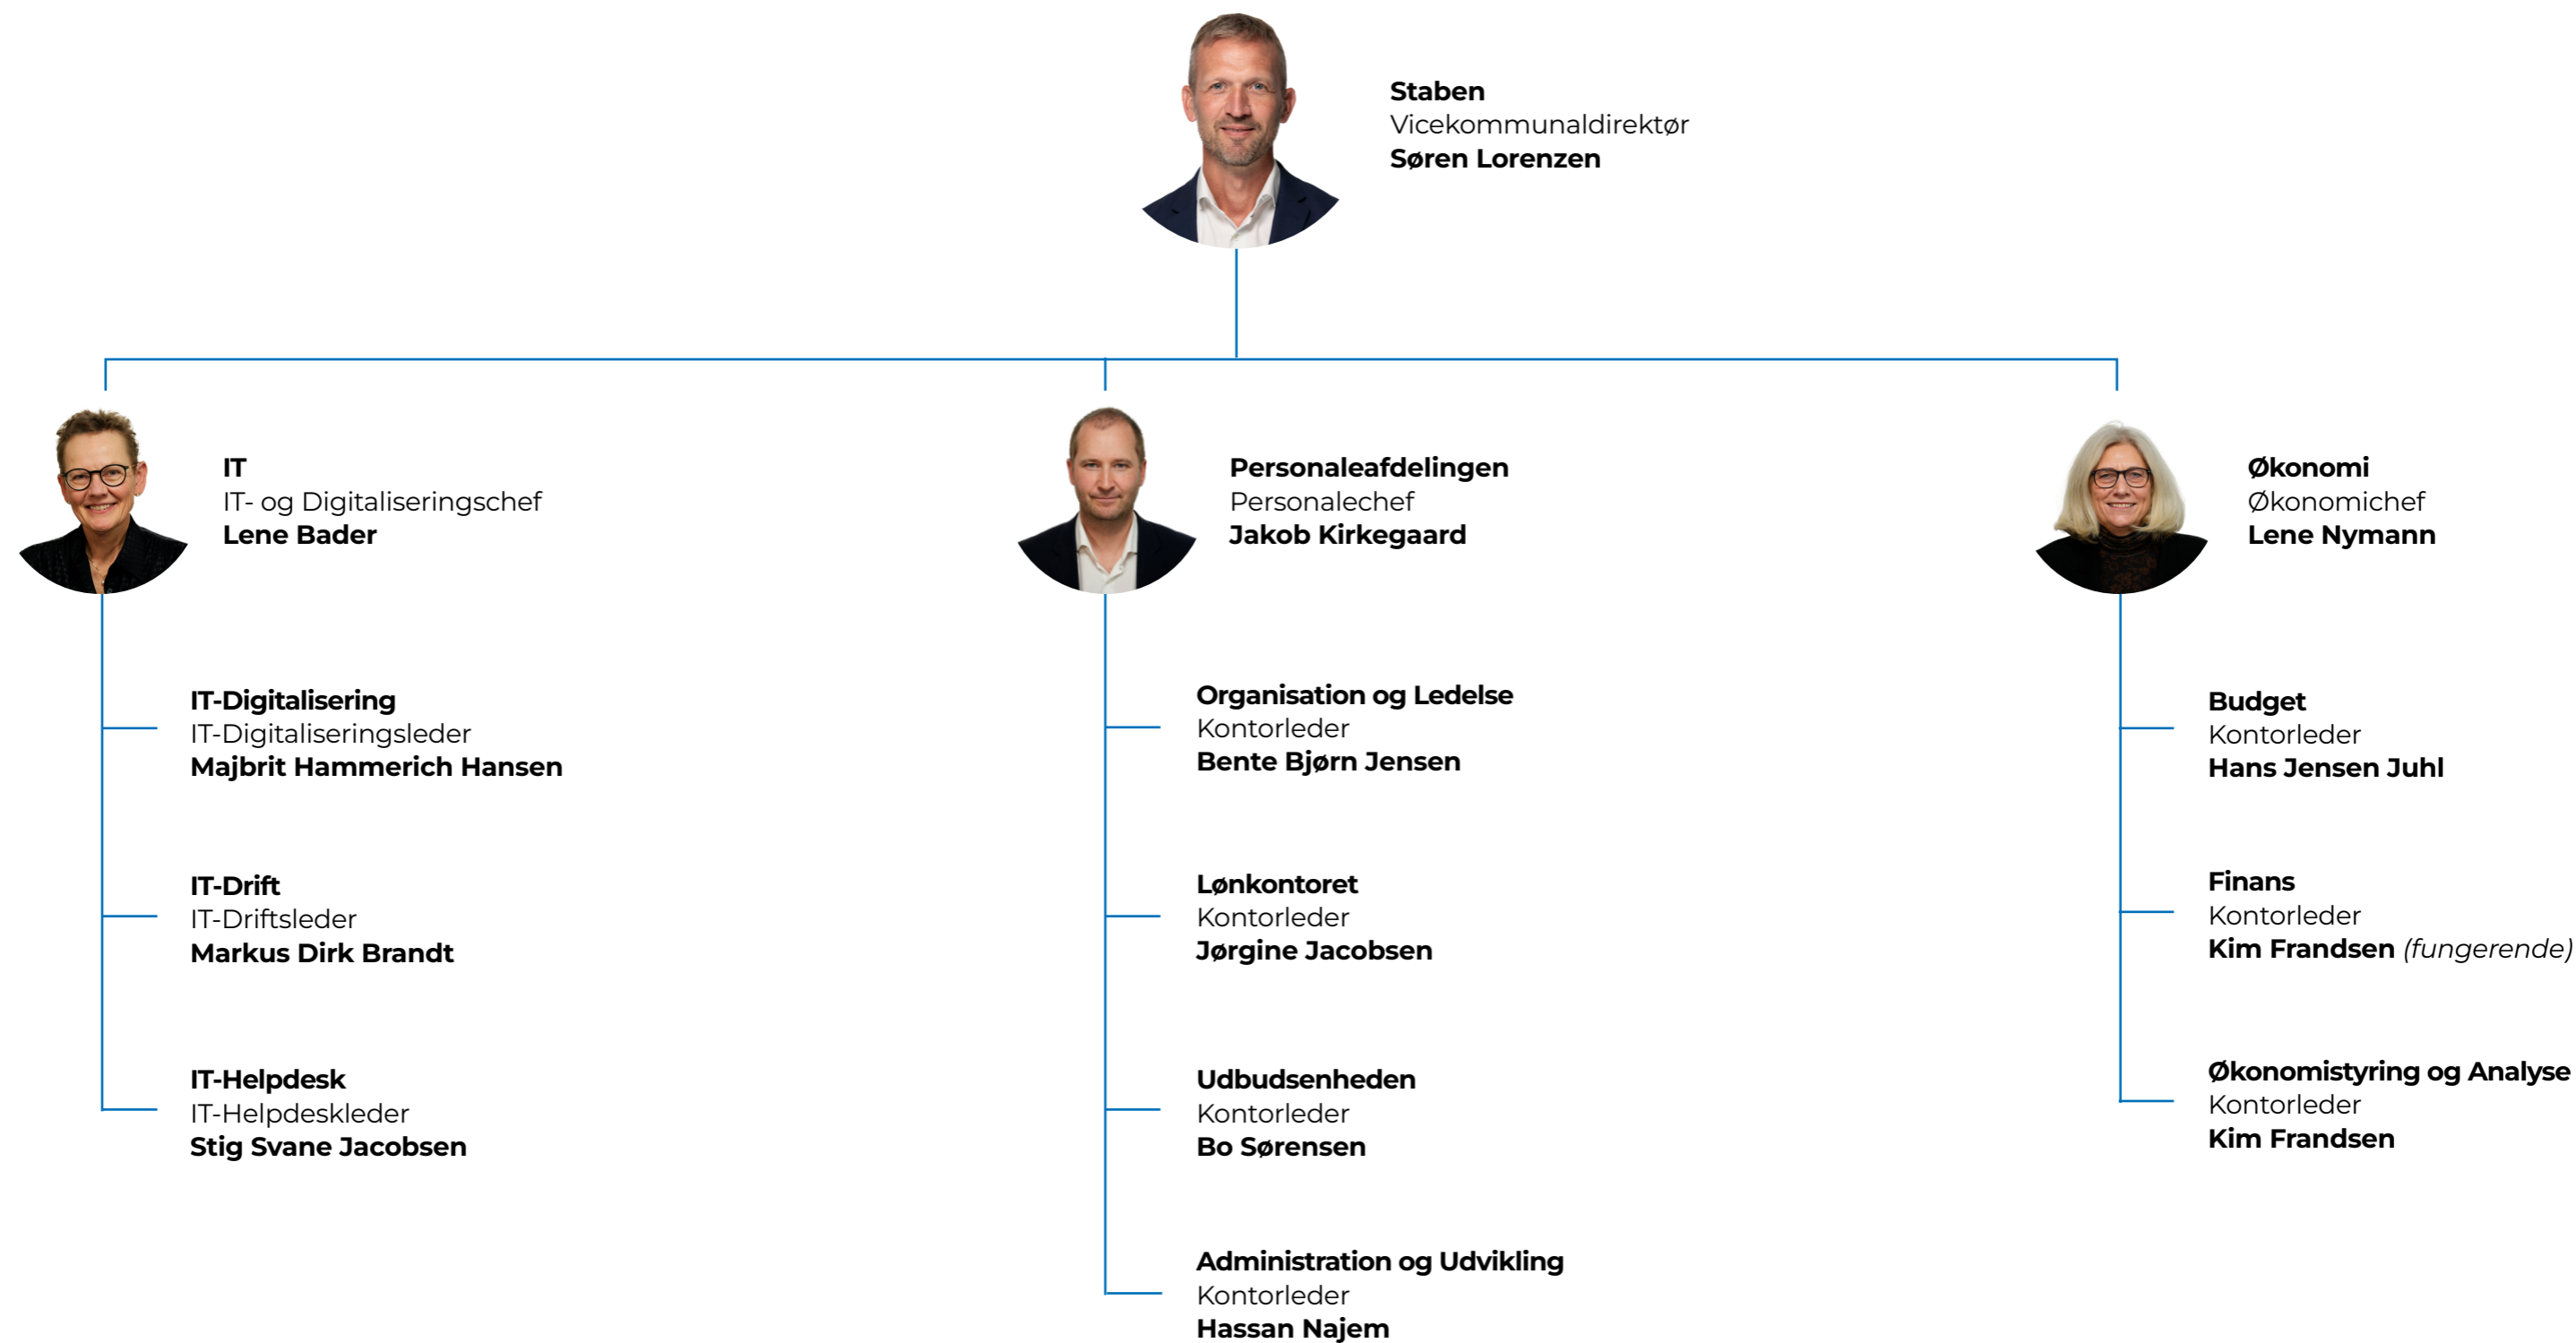 Staben
Vicekommunaldirektør
Søren Lorenzen
IT
IT- og Digitaliseringschef
Lene Bader
Personaleafdelingen
Personalechef
Jakob Kirkegaard
Økonomi
Økonomichef
Lene Nymann
IT-Digitalisering
IT-Digitaliseringsleder
Majbrit Hammerich Hansen
IT-Drift
IT-Driftsleder
Markus Dirk Brandt
IT-Helpdesk
IT-Helpdeskleder
Stig Svane Jacobsen
Organisation og Ledelse
Kontorleder
Bente Bjørn Jensen
Lønkontoret
Kontorleder
Jørgine Jacobsen
Udbudsenheden
Kontorleder
Bo Sørensen
Administration og Udvikling
Kontorleder
Hassan Najem
Budget
Kontorleder
Hans Jensen Juhl
Finans
Kontorleder
Kim Frandsen (fungerende)
Økonomistyring og Analyse
Kontorleder
Kim Frandsen